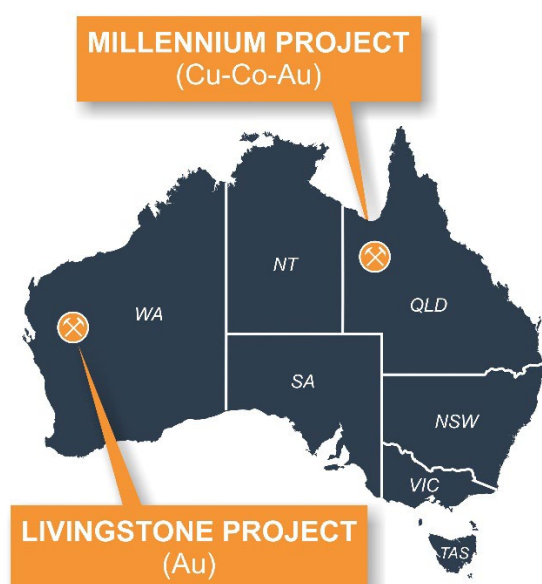 MILLENNIUM PROJECT
(Cu-Co-Au)
NT
WA
QLD
SA
NSW
VIC
LIVINGSTONE PROJECT
(Au)
TAS